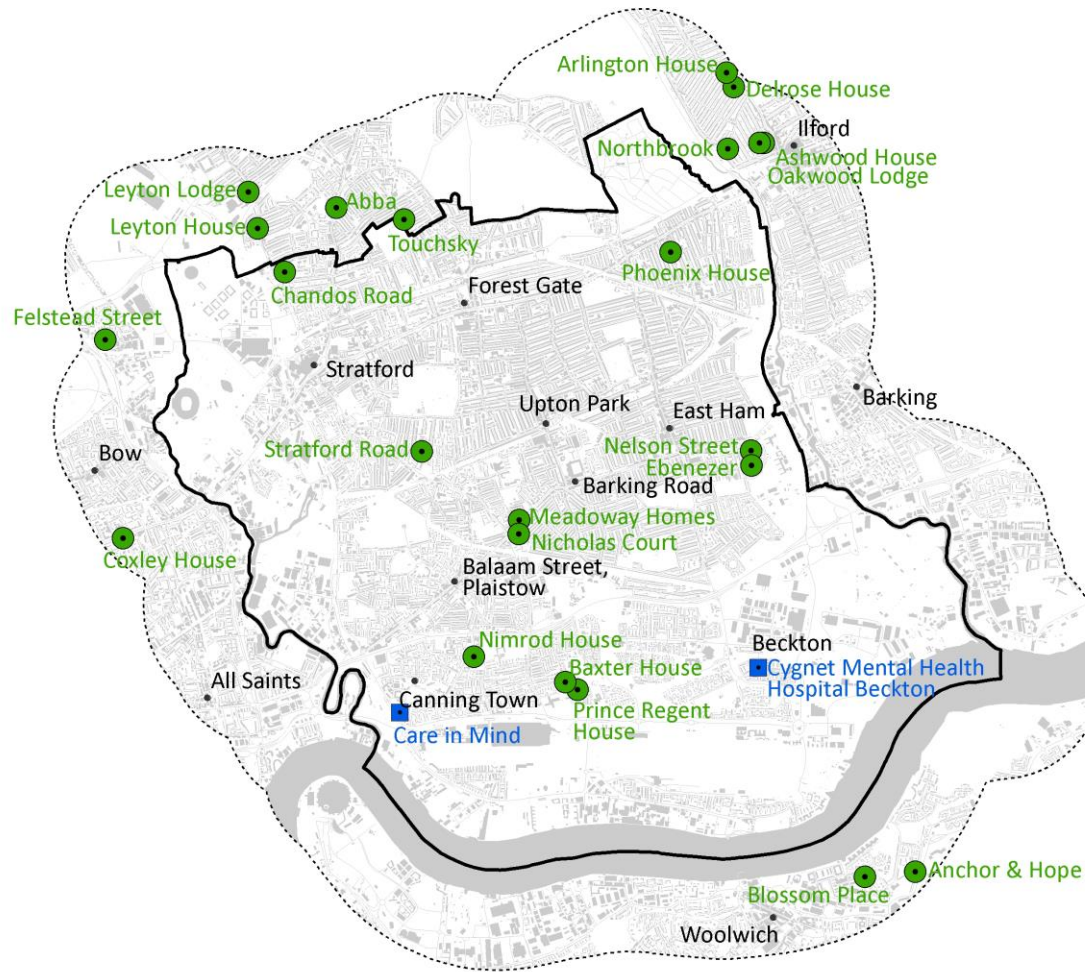 Arlington House
Delrose House
Ilford
Northbrook
Ashwood House
Oakwood Lodge
Leyton Lodge
Abba
Leyton House
Touchsky
Phoenix House
Chandos Road
Forest Gate
Felstead Street
Stratford
Barking
Upton Park
East Ham
Stratford Road
Nelson Street
Ebenezer
Bow
Barking Road
Meadoway Homes
Nicholas Court
Coxley House
Balaam Street,
Plaistow
Nimrod House
Beckton
Baxter House
Cygnet Mental Health
Hospital Beckton
All Saints
Canning Town
Prince Regent
House
Care in Mind
Anchor & Hope
Blossom Place
Woolwich